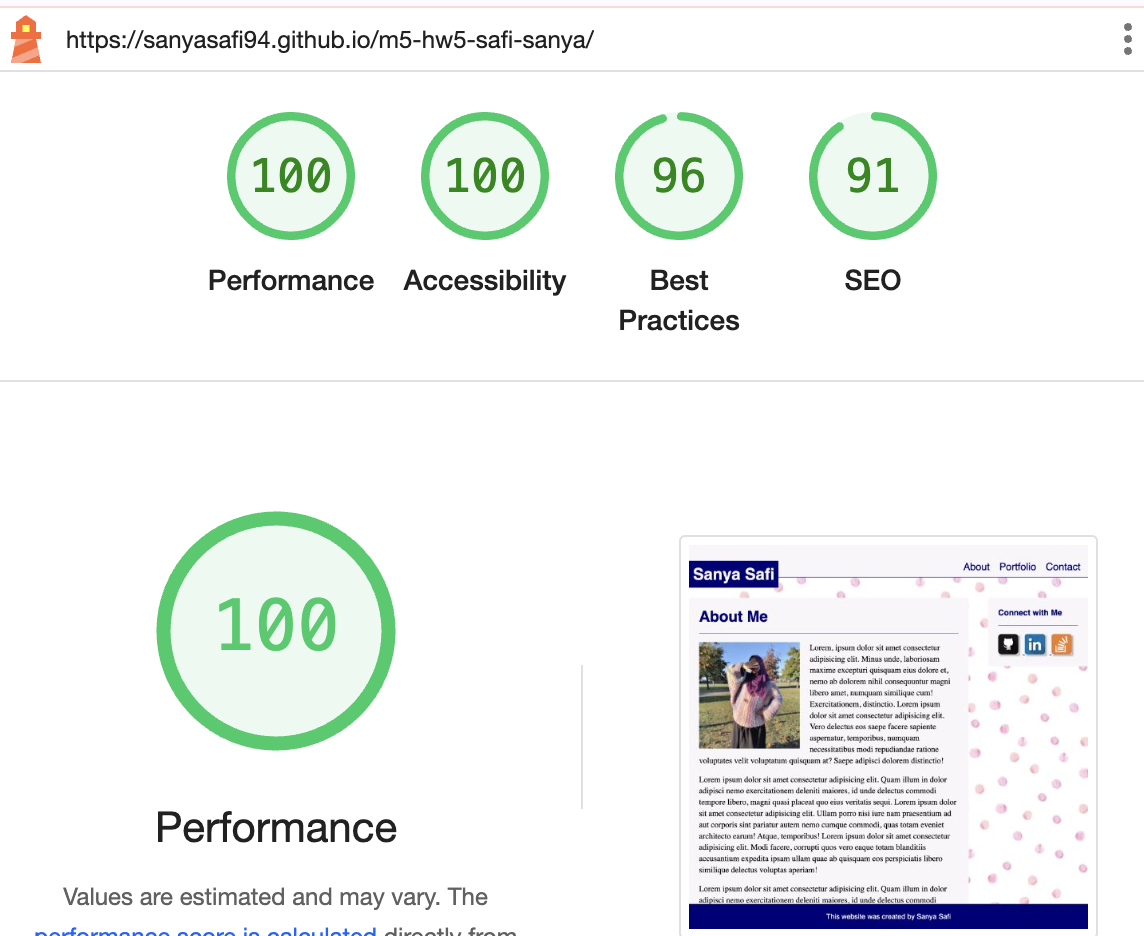 https://sanyasafi94.github.io/m5-hw5-safi-sanya/
100
100
96
91
Performance
Accessibility
Best
Practices
SEO
100
Performance
Values are estimated and may vary. The
performance score is calculated directly from
Sanya Safi
About Portfolio Contact
About Me
Lorem, ipsum dolor sit amet consectetur
adipisicing elit. Minus unde, laboriosam
maxime excepturi quisquam eius dolore et,
nemo ab dolorem nihil consequuntur magni
libero amet, numquam similique cum!
Exercitationem, distinctio. Lorem ipsum
dolor sit amet consectetur adipisicing elit.
Vero delectus eos saepe facere sapiente
aspernatur, temporibus, numquam
necessitatibus modi repudiandae ratione
voluptates velit voluptatum quisquam at? Saepe adipisci dolorem distinctio!
Lorem ipsum dolor sit amet consectetur adipisicing elit. Quam illum in dolor
adipisci nemo exercitationem deleniti maiores, id unde delectus commodi
tempore libero, magni quasi placeat quo eius veritatis sequi. Lorem ipsum dolor
sit amet consectetur adipisicing elit. Ullam porro nisi iure nam praesentium ad
aut corporis sint pariatur autem nemo cumque commodi, quas totam eveniet
architecto earum! Atque, temporibus! Lorem ipsum dolor sit amet consectetur
adipisicing elit. Modi facere, corrupti quos vero eaque totam blanditiis
accusantium expedita ipsam ullam quae ab quisquam eos perspiciatis libero
similique delectus voluptas aperiam!
Lorem ipsum dolor sit amet consectetur adipisicing elit. Quam illum in dolor
adipisci nemo exercitationem deleniti maiores, id unde delectus commodi
Connect with Me
in
This website was created by Sanya Safi